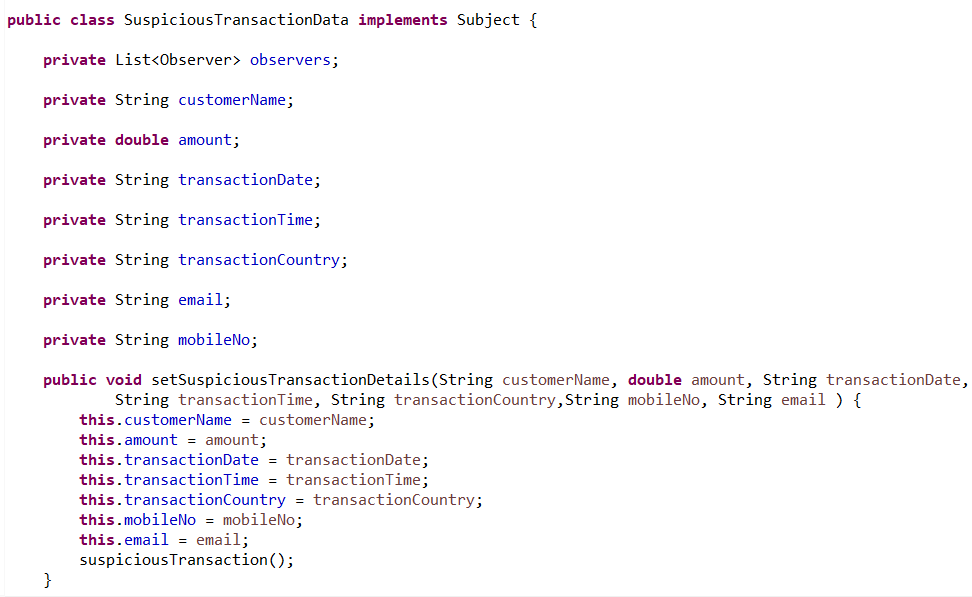 public class SuspiciousTransactionData implements Subject {
private List<Observer> observers;
private String customerName;
private double amount;
private String transactionDate;
private String transactionTime;
private String transactionCountry;
private String email;
private String mobileNo;
public void setSuspiciousTransactionDetails(String customerName, double amount, String transactionDate,
String transactionTime, String transactionCountry,String mobileNo, String email ) {
this.customerName = customerName;
this.amount = amount;
this.transactionDate = transactionDate;
this.transactionTime = transactionTime;
this.transactionCountry = transactionCountry;
this.mobileNo = mobileNo;
this.email = email;
suspiciousTransaction();
}